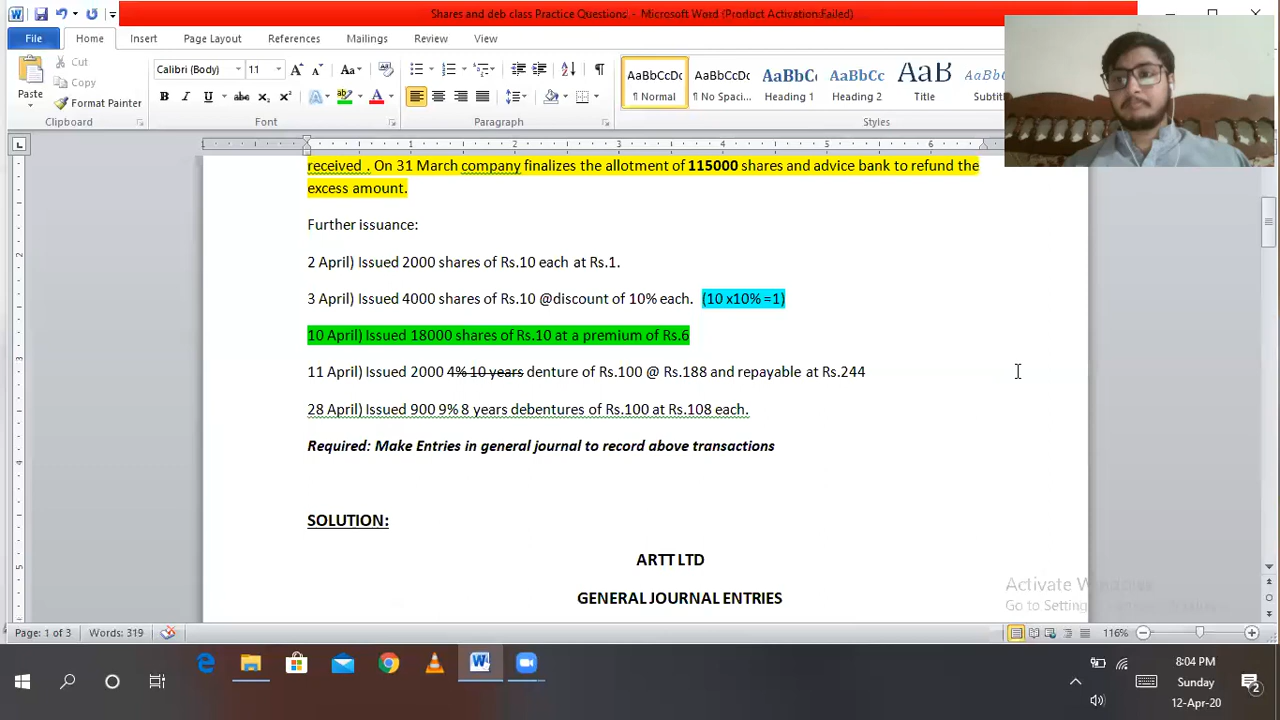 Shares and deb class Practice Questions - Microsoft Word (Product Activation Failed)
File Home Insert Page Layout References Mailings Review View
Cut
Copy
Format Painter
Paste
Calibri (Body) 11
AaBbCcDc AaBbCcDc AaBbC AaBbCc AaB AaBbCc
¶ Normal ¶ No Spaci... Heading 1 Heading 2 Title Subtit
Clipboard Font Paragraph Styles
received . On 31 March company finalizes the allotment of 115000 shares and advice bank to refund the
excess amount.
Further issuance:
2 April) Issued 2000 shares of Rs.10 each at Rs.1.
3 April) Issued 4000 shares of Rs.10 @discount of 10% each. (10 x10% =1)
10 April) Issued 18000 shares of Rs.10 at a premium of Rs.6
11 April) Issued 2000 4% 10 years denture of Rs.100 @ Rs.188 and repayable at Rs.244
28 April) Issued 900 9% 8 years debentures of Rs.100 at Rs.108 each.
Required: Make Entries in general journal to record above transactions
SOLUTION:
ARTT LTD
GENERAL JOURNAL ENTRIES
Activate
Go to Setting
Page: 1 of 3 Words: 319 116%
8:04 PM
Sunday
12-Apr-20
2